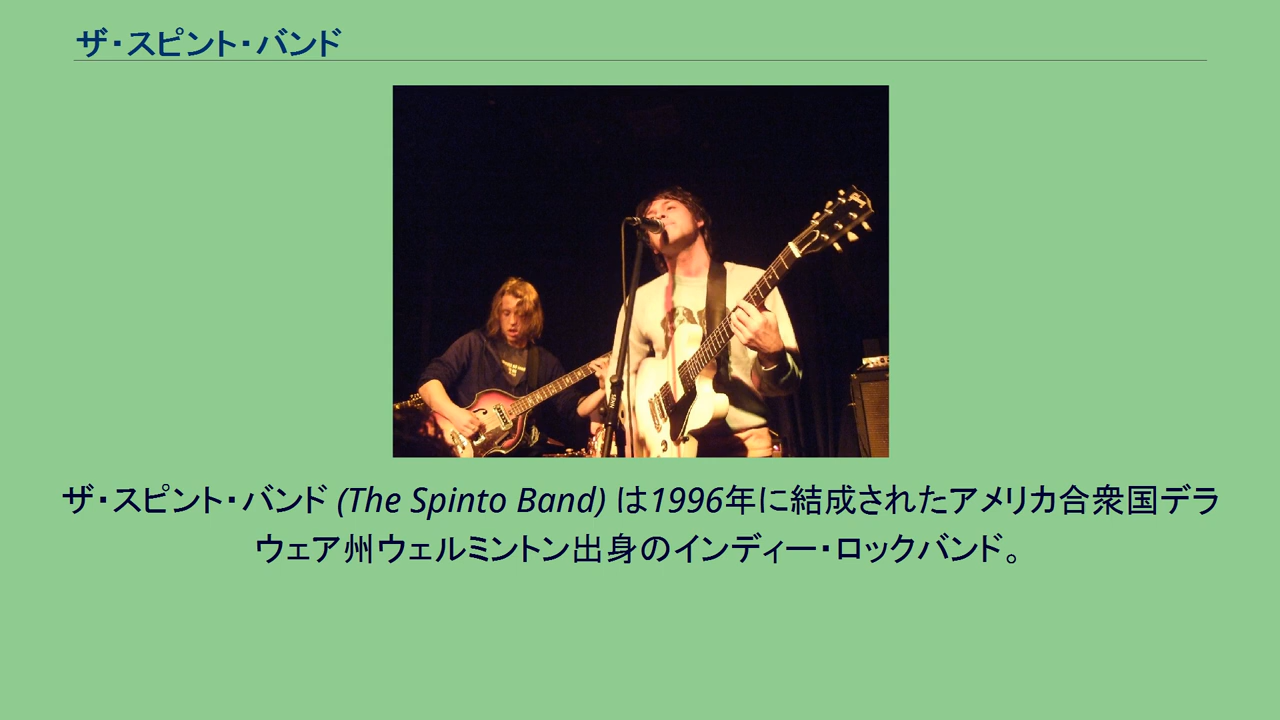 ザ・スピント・バンド
ザ・スピント・バンド (The Spinto Band) は1996年に結成されたアメリカ合衆国デラ
ウェア州ウェルミントン出身のインディー・ロックバンド。